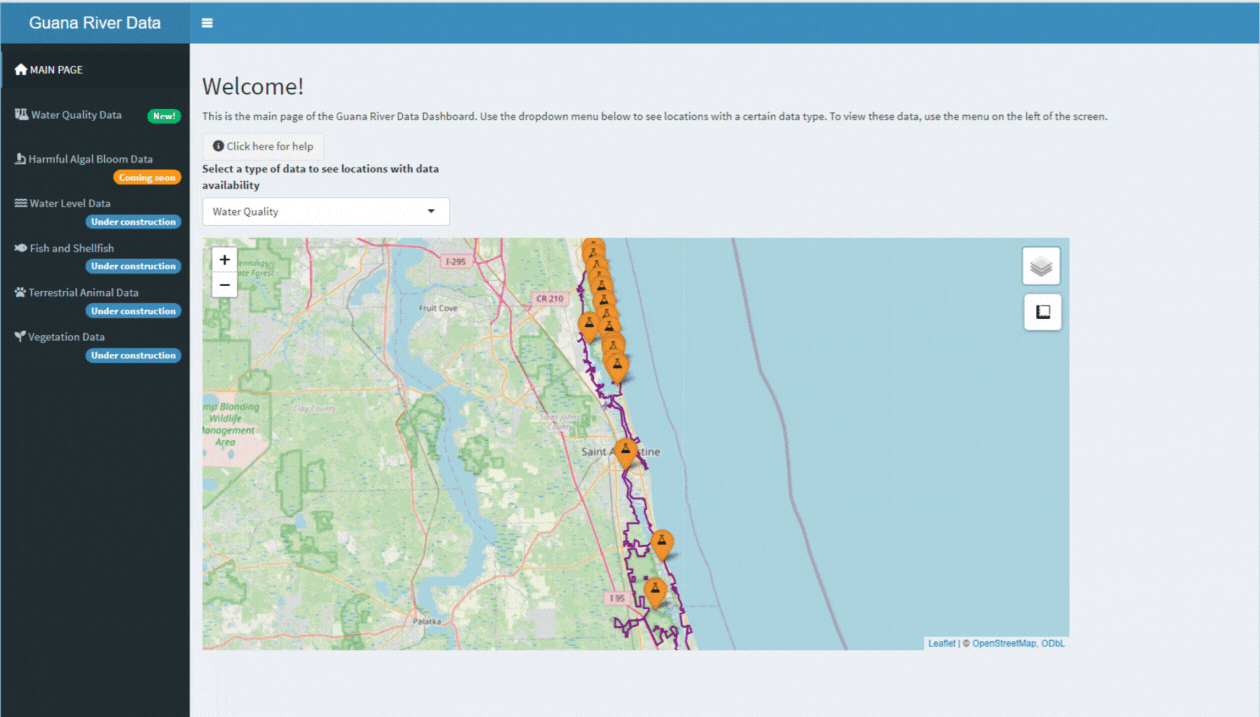 Guana River Data
MAIN PAGE
Water Quality Data New!
Harmful Algal Bloom Data
Coming soon
Water Level Data
Under construction
Fish and Shellfish
Under construction
Terrestrial Animal Data
Under construction
Vegetation Data
Under construction
Welcome!
This is the main page of the Guana River Data Dashboard. Use the dropdown menu below to see locations with a certain data type. To view these data, use the menu on the left of the screen.
Click here for help
Select a type of data to see locations with data
availability
Water Quality
+
−
I-295
CR 210
Fruit Cove
Clay County
Saint Johns
County
mp Blanding
Wildlife
Management
Area
Saint A
stine
I 95
Palatka
Leaflet | © OpenStreetMap, ODbL